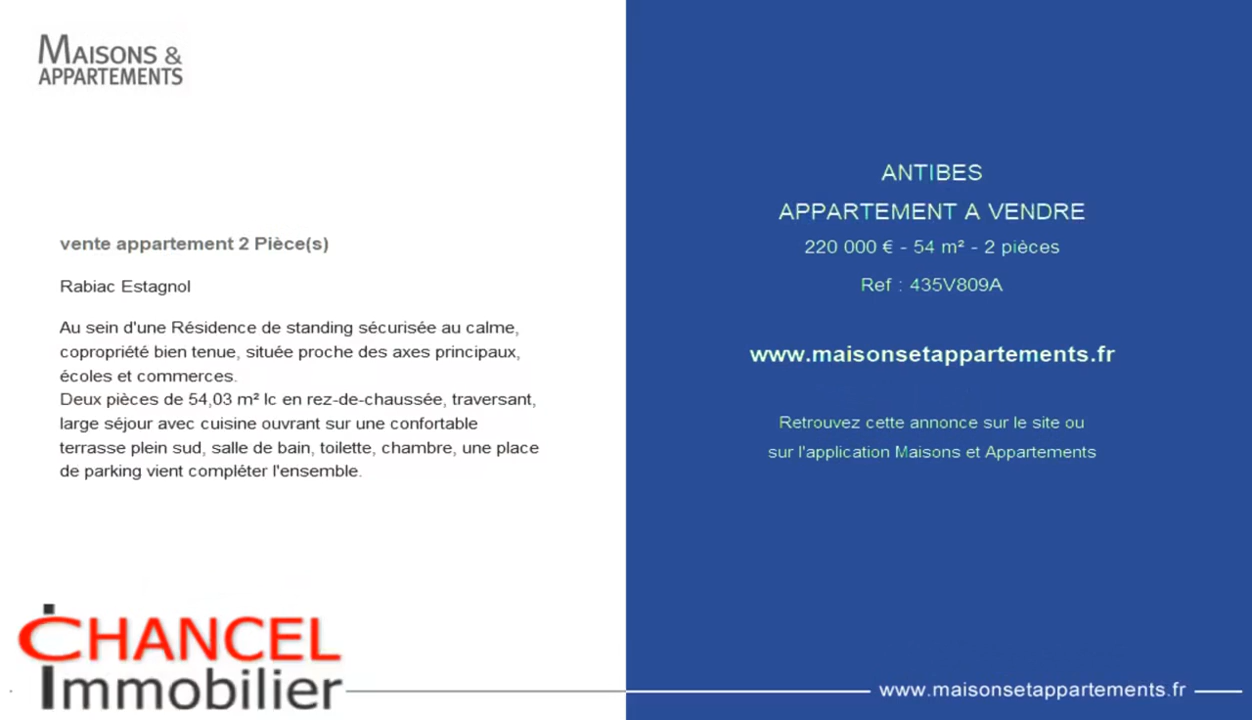 MAISONS &
APPARTEMENTS
vente appartement 2 Pièce(s)
Rabiac Estagnol
Au sein d'une Résidence de standing sécurisée au calme,
copropriété bien tenue, située proche des axes principaux,
écoles et commerces.
Deux pièces de 54,03 m² lc en rez-de-chaussée, traversant,
large séjour avec cuisine ouvrant sur une confortable
terrasse plein sud, salle de bain, toilette, chambre, une place
de parking vient compléter l'ensemble.
CHANCEL
Immobilier
ANTIBES
APPARTEMENT A VENDRE
220 000 € - 54 m² - 2 pièces
Ref : 435V809A
www.maisonsetappartements.fr
Retrouvez cette annonce sur le site ou
sur l'application Maisons et Appartements
www.maisonsetappartements.fr